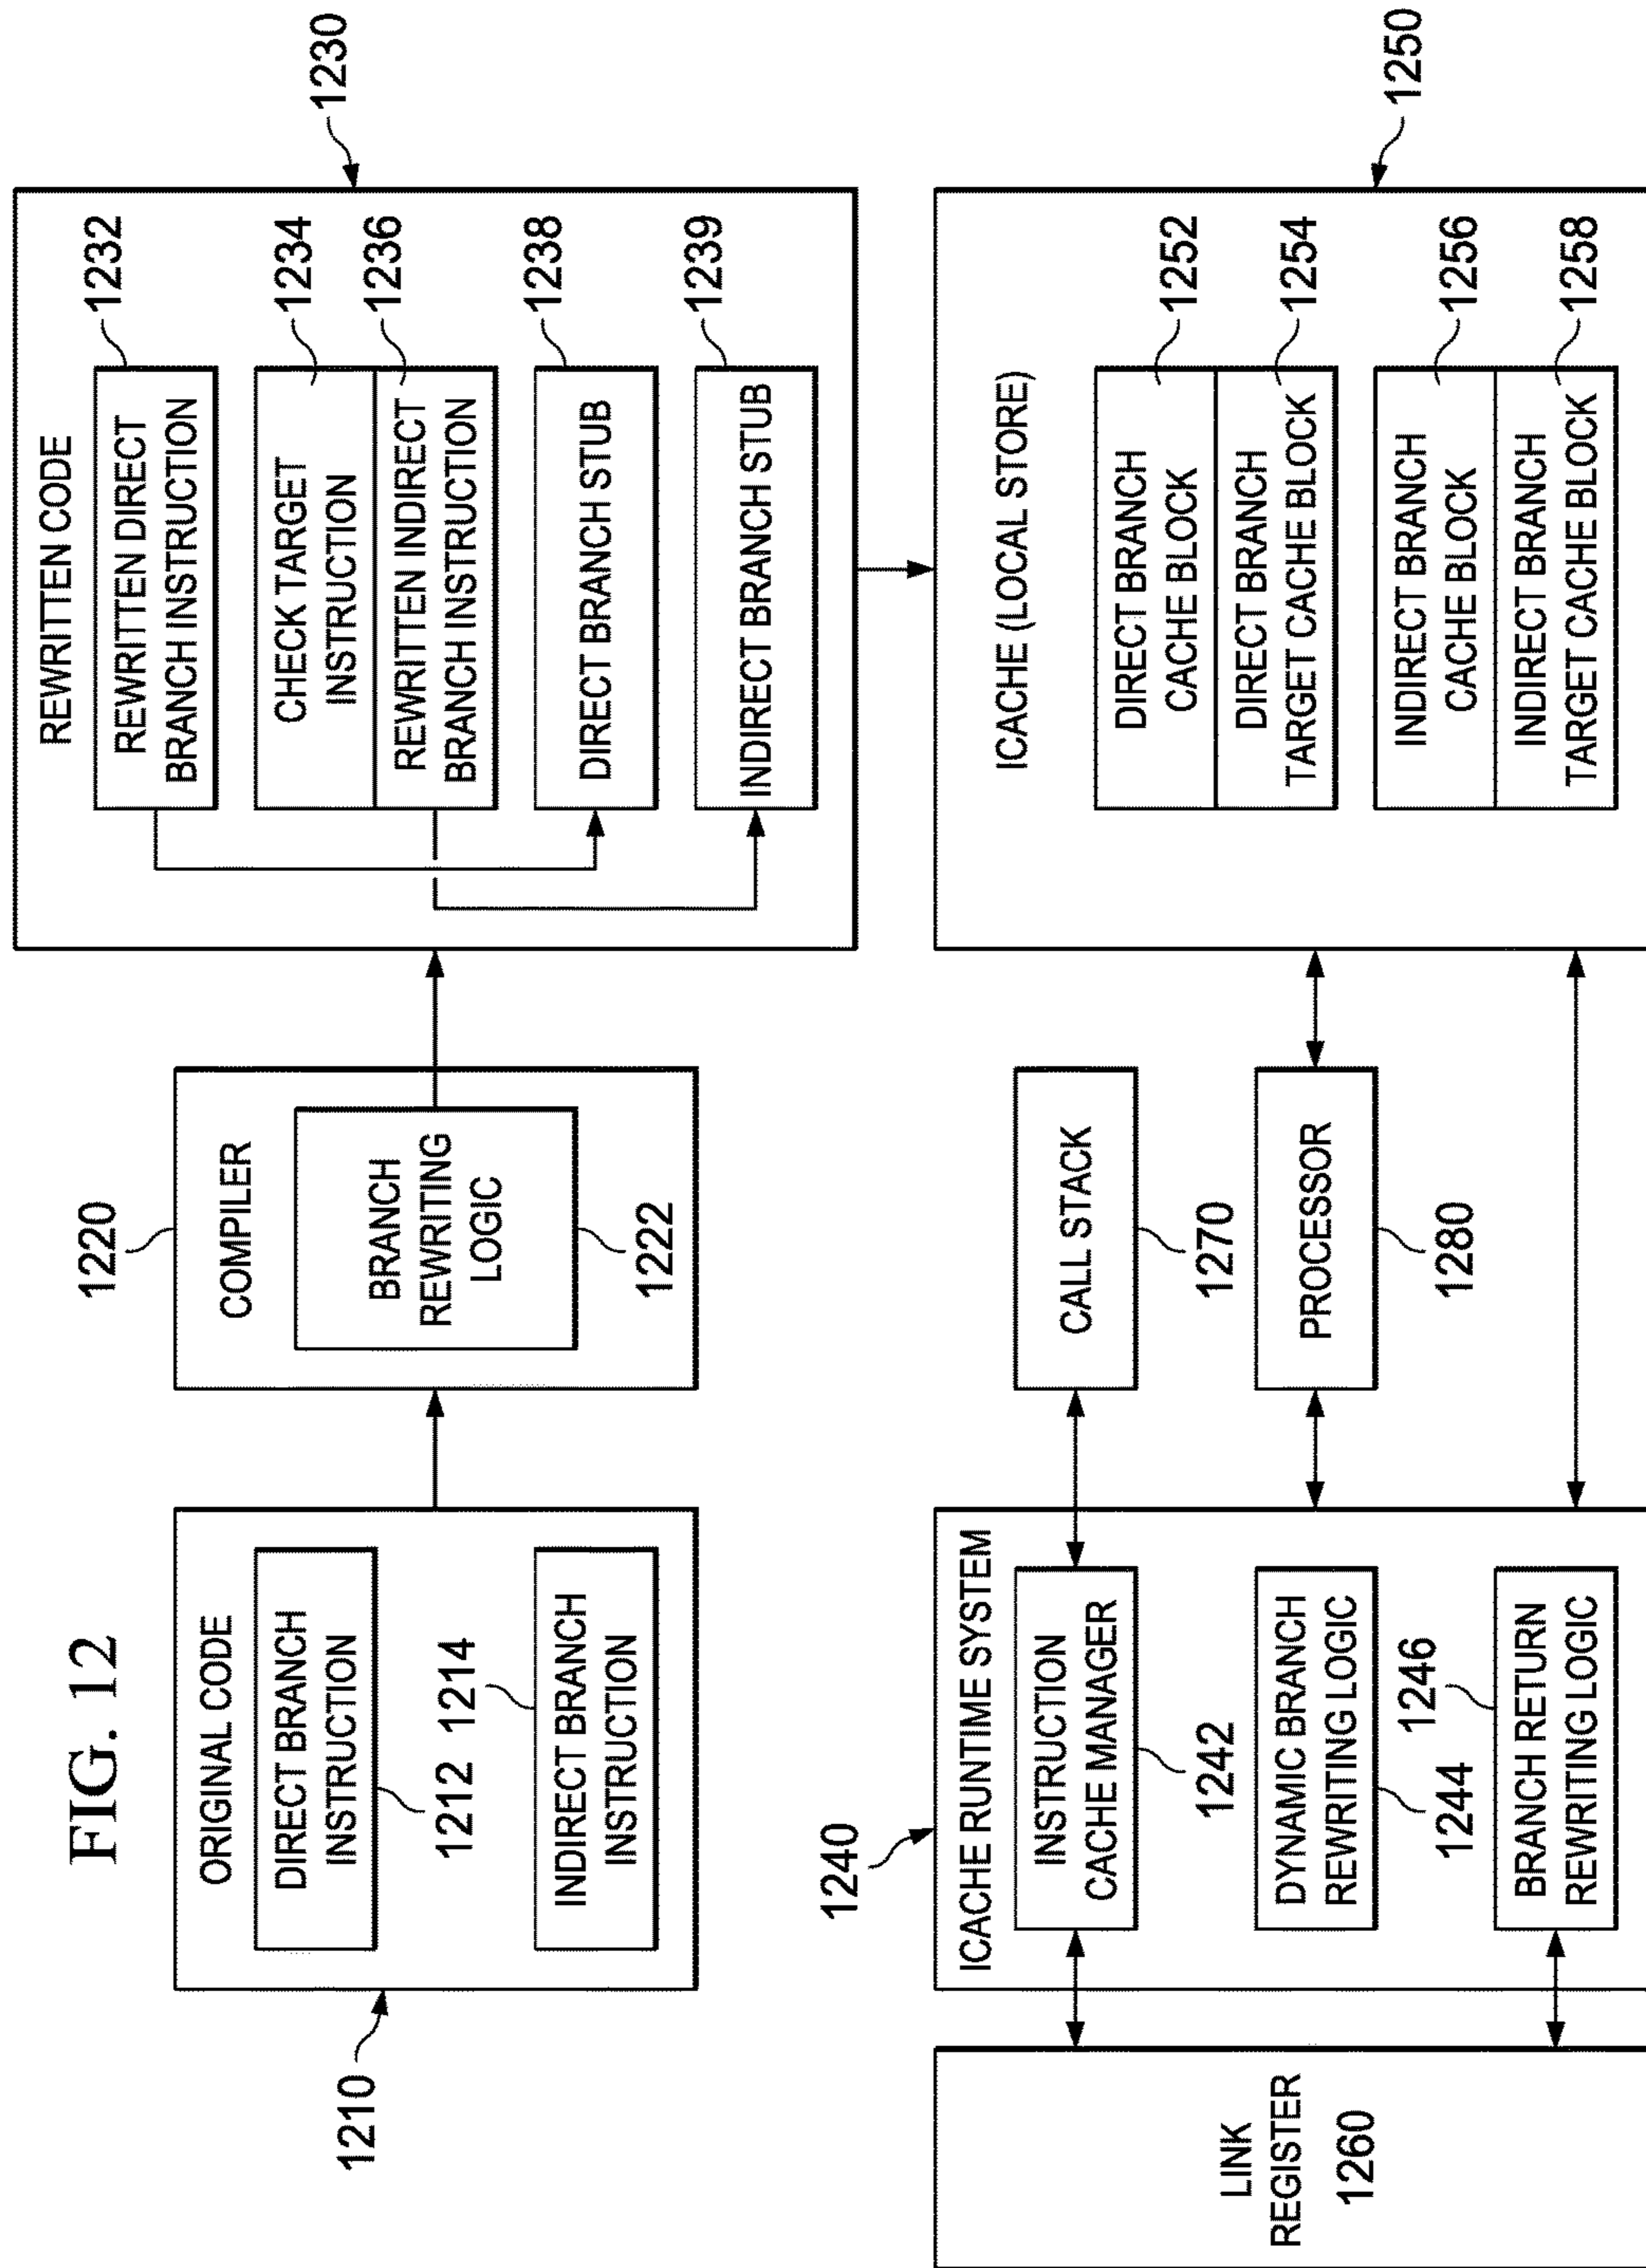 FIG. 12
1210
ORIGINAL CODE
DIRECT BRANCH
INSTRUCTION
1212
1214
INDIRECT BRANCH
INSTRUCTION
1220
COMPILER
BRANCH
REWRITING
LOGIC
1222
1230
REWRITTEN CODE
REWRITTEN DIRECT
BRANCH INSTRUCTION
1232
CHECK TARGET
INSTRUCTION
1234
REWRITTEN INDIRECT
BRANCH INSTRUCTION
1236
DIRECT BRANCH STUB
1238
INDIRECT BRANCH STUB
1239
LINK
REGISTER
1260
1240
ICACHE RUNTIME SYSTEM
INSTRUCTION
CACHE MANAGER
1242
DYNAMIC BRANCH
REWRITING LOGIC
1244
1246
BRANCH RETURN
REWRITING LOGIC
CALL STACK
1270
PROCESSOR
1280
1250
ICACHE (LOCAL STORE)
DIRECT BRANCH
CACHE BLOCK
1252
DIRECT BRANCH
TARGET CACHE BLOCK
1254
INDIRECT BRANCH
CACHE BLOCK
1256
INDIRECT BRANCH
TARGET CACHE BLOCK
1258